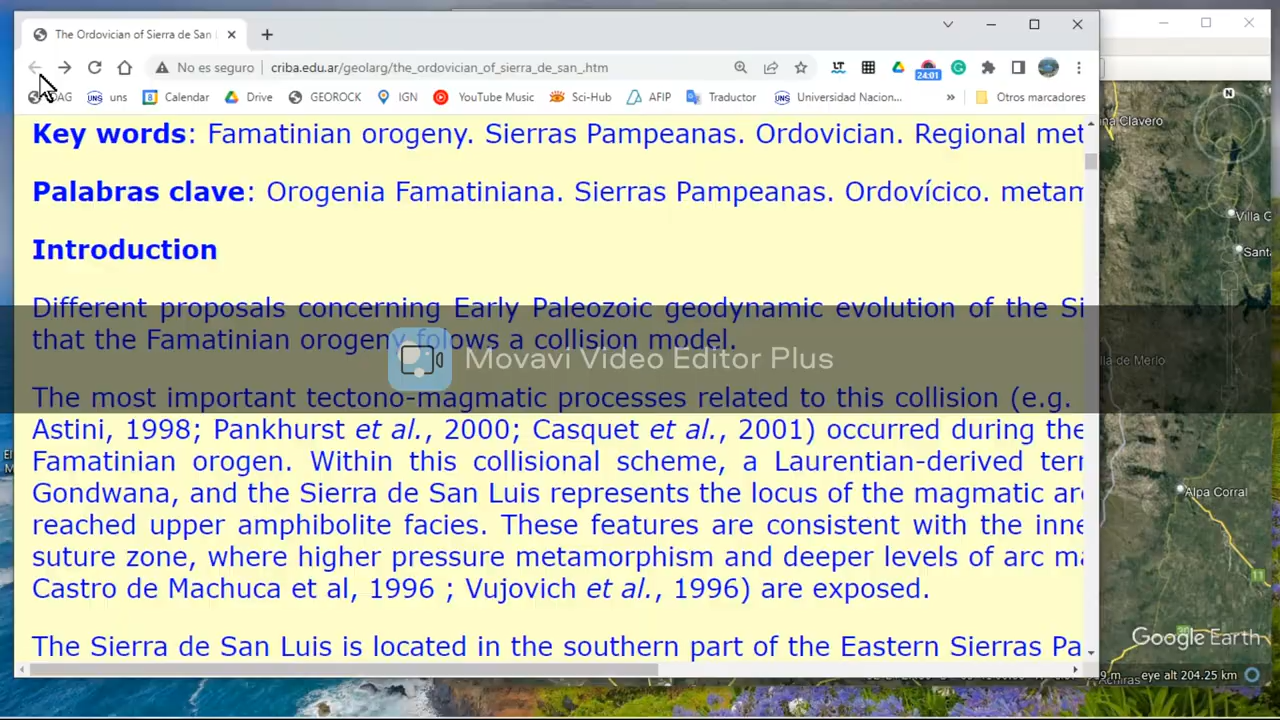 The Ordovician of Sierra de San
No es seguro
criba.edu.ar/geolarg/the_ordovician_of_sierra_de_san_.htm
24:01
uns
Calendar
Drive
GEOROCK
IGN
YouTube Music
Sci-Hub
AFIP
Traductor
Universidad Nacion...
»
Otros marcadores
Key words: Famatinian orogeny. Sierras Pampeanas. Ordovician. Regional met
Palabras clave: Orogenia Famatiniana. Sierras Pampeanas. Ordovícico. metam
Introduction
Different proposals concerning Early Paleozoic geodynamic evolution of the Si
that the Famatinian orogeny folows a collision model.
Movavi Video Editor Plus
The most important tectono-magmatic processes related to this collision (e.g.
Astini, 1998; Pankhurst et al., 2000; Casquet et al., 2001) occurred during the
Famatinian orogen. Within this collisional scheme, a Laurentian-derived terr
Gondwana, and the Sierra de San Luis represents the locus of the magmatic ar
reached upper amphibolite facies. These features are consistent with the inne
suture zone, where higher pressure metamorphism and deeper levels of arc ma
Castro de Machuca et al, 1996 ; Vujovich et al., 1996) are exposed.
The Sierra de San Luis is located in the southern part of the Eastern Sierras Pa
N
Clavero
Villa C
Santa
Villa de Merlo
Alpa Corral
11
Google Earth
eye alt 204.25 km
Achiras